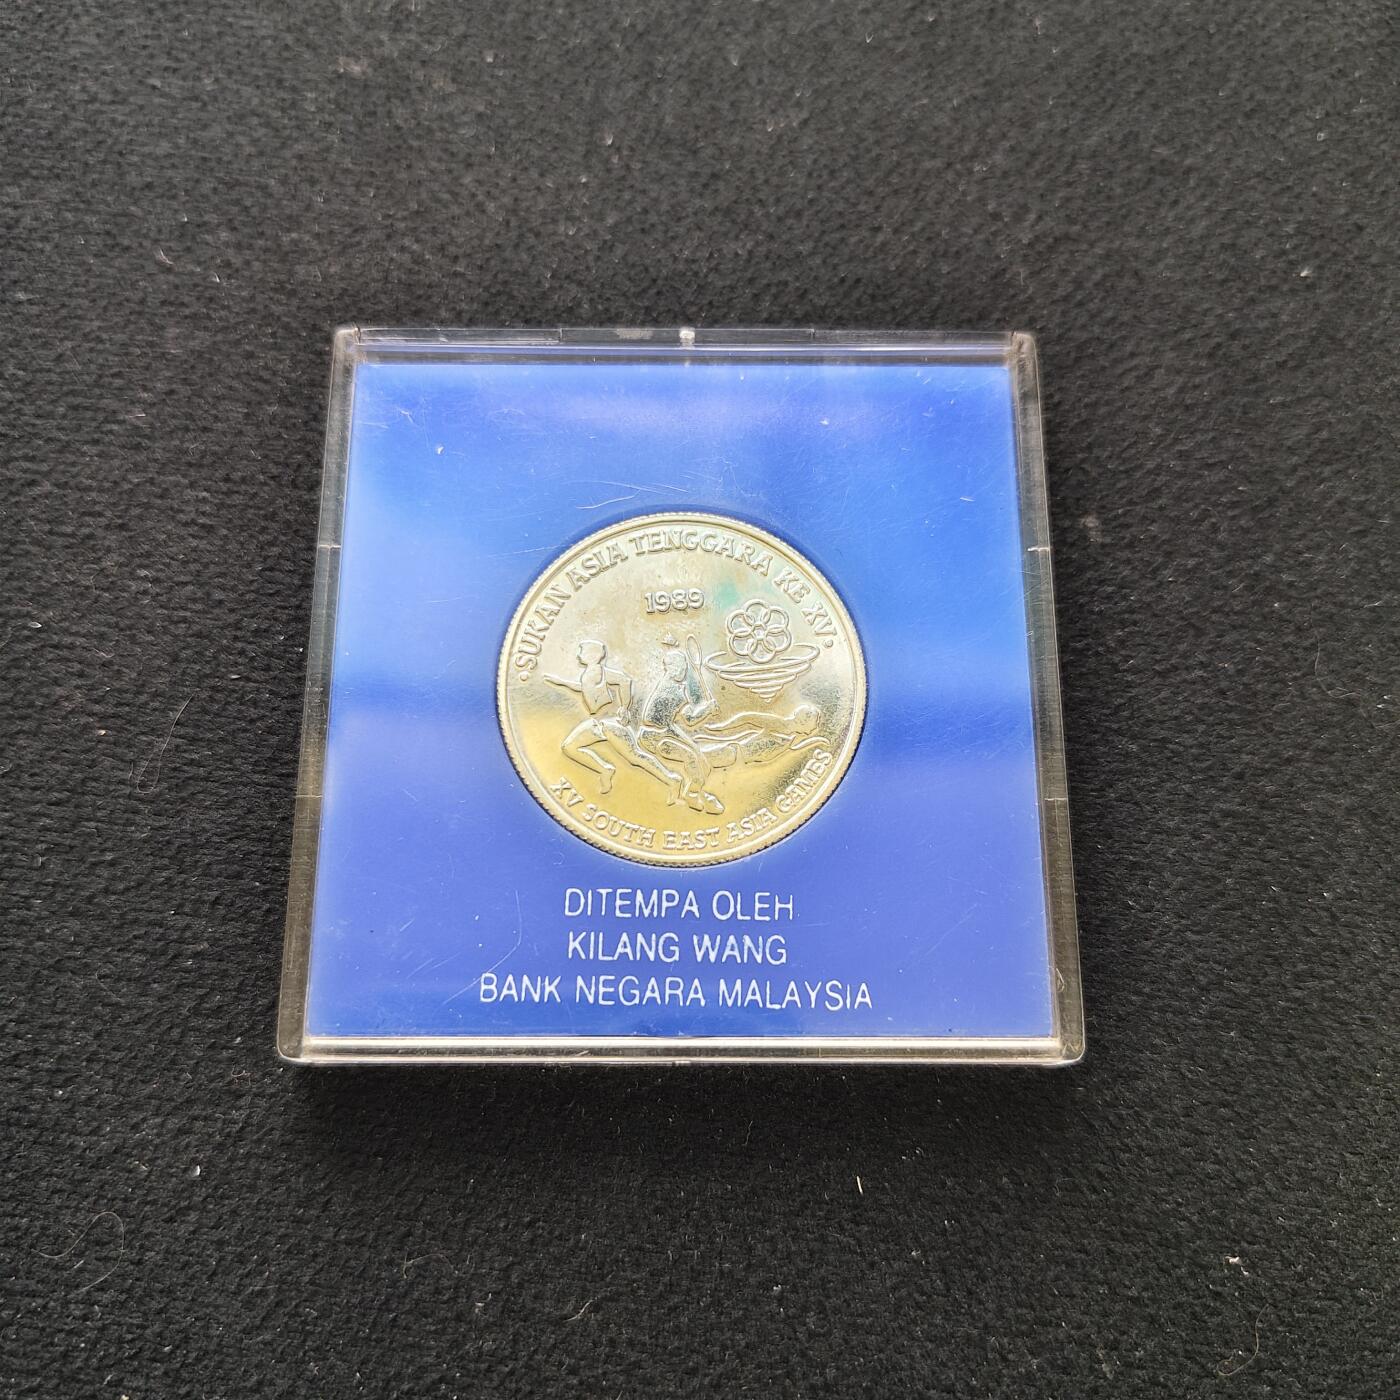 ·SUKAN ASIA TENGGARA KE XV·
1989
XV SOUTH EAST ASIA GAMES
DITEMPA OLEH
KILANG WANG
BANK NEGARA MALAYSIA